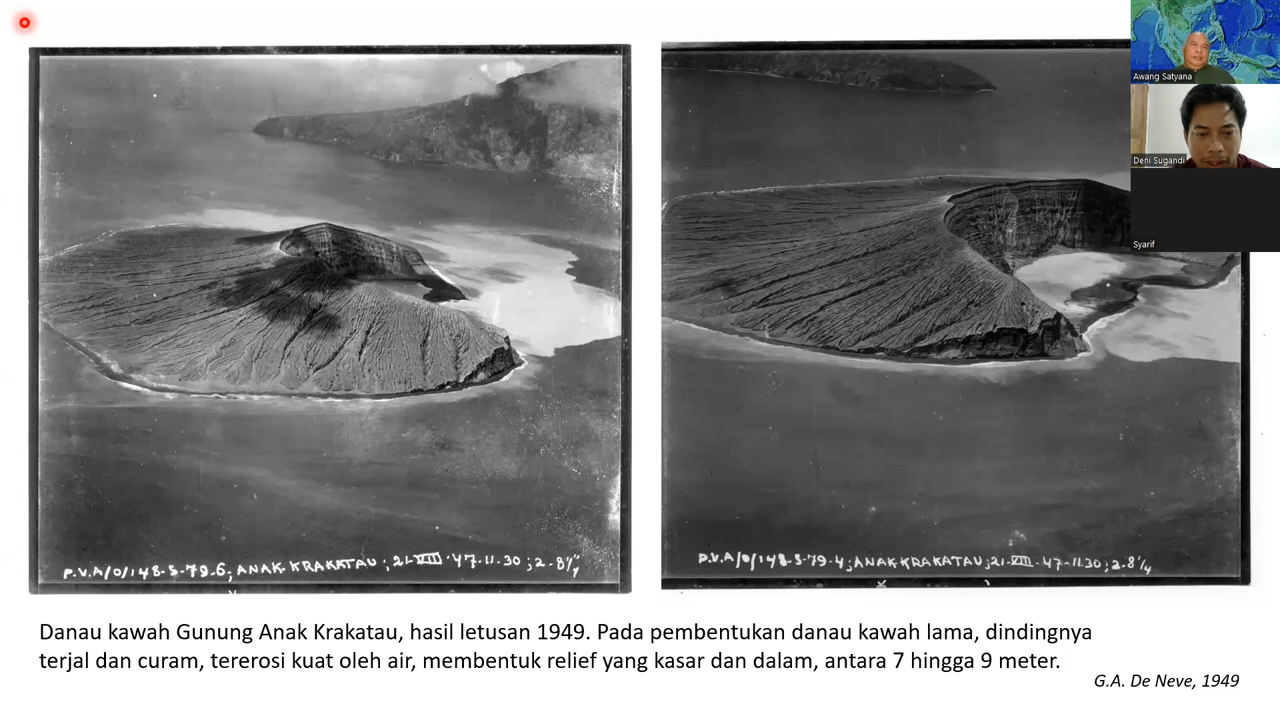 Awang Satyana
Deni Sugandi
Syarif
P.V.A/0/148-5-79-6; ANAK KRAKATAU; 21-VIII-47-11.30; 2-8¼"
P.V.A/0/148-5-79-4; ANAK KRAKATAU; 21-VIII-47-11.30; 2-8¼
Danau kawah Gunung Anak Krakatau, hasil letusan 1949. Pada pembentukan danau kawah lama, dindingnya
terjal dan curam, tererosi kuat oleh air, membentuk relief yang kasar dan dalam, antara 7 hingga 9 meter.
G.A. De Neve, 1949